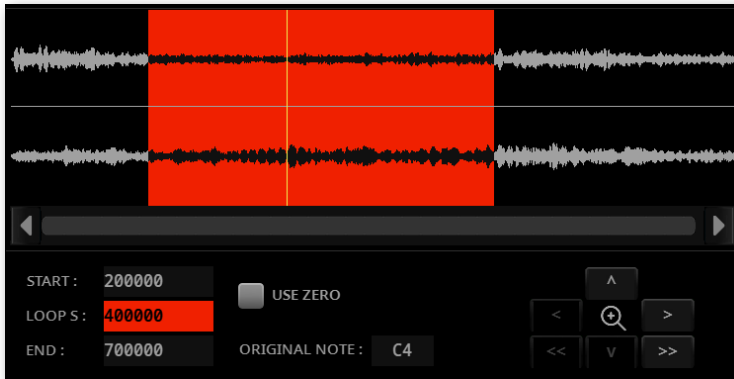 START : 200000
LOOP S : 400000
END : 700000
USE ZERO
ORIGINAL NOTE : C4
^
< >
<< v >>